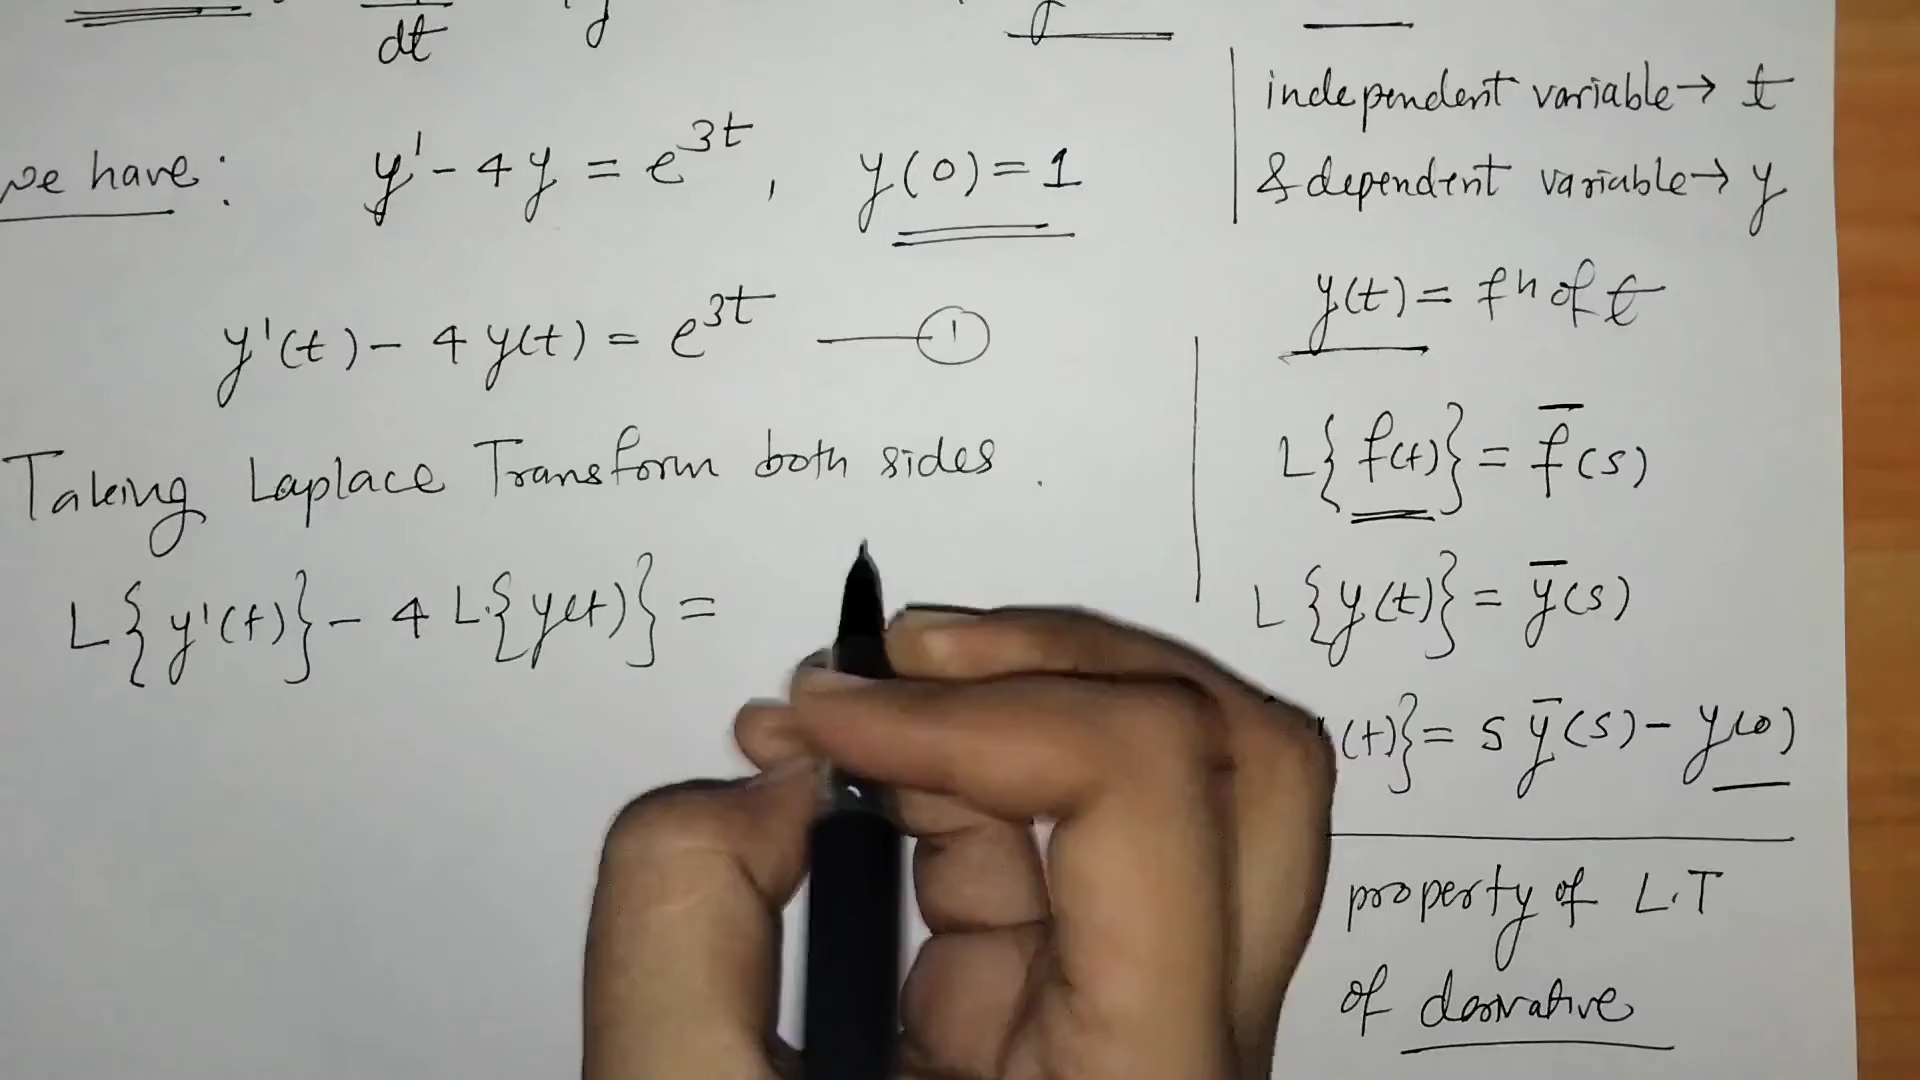 dt y
we have: y' - 4y = e^{3t}, y(0) = 1
y'(t) - 4y(t) = e^{3t} —— ①
Taking Laplace Transform both sides.
L{y'(t)} - 4 L{y(t)} =
independent variable → t
& dependent variable → y
y(t) = fn of t
L{f(t)} = f̅(s)
L{y(t)} = y̅(s)
(t)} = s y̅(s) - y(0)
property of L.T
of derivative